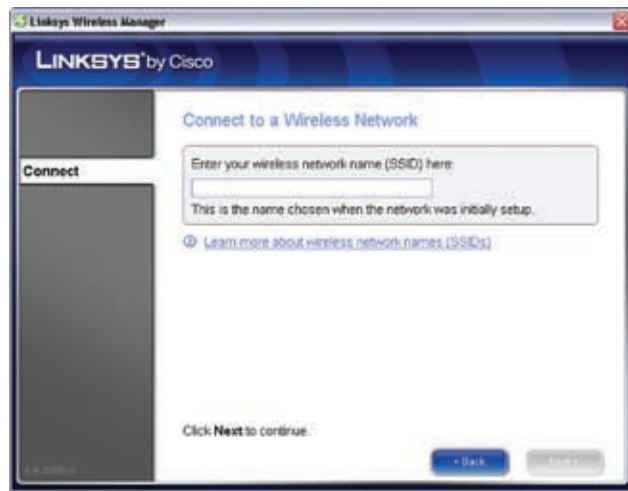 Linksys Wireless Manager
LINKSYS® by Cisco
Connect to a Wireless Network
Connect
Enter your wireless network name (SSID) here:
This is the name chosen when the network was initially setup.
Learn more about wireless network names (SSIDs)
Click Next to continue.
Back
Next